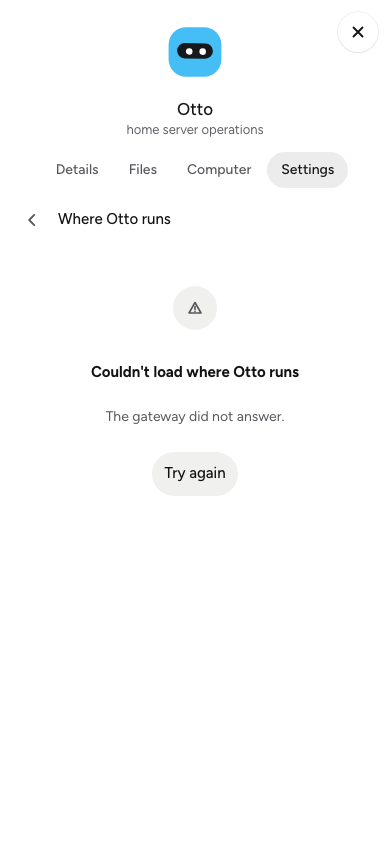 Otto
home server operations
Details Files Computer Settings
Where Otto runs
Couldn't load where Otto runs
The gateway did not answer.
Try again